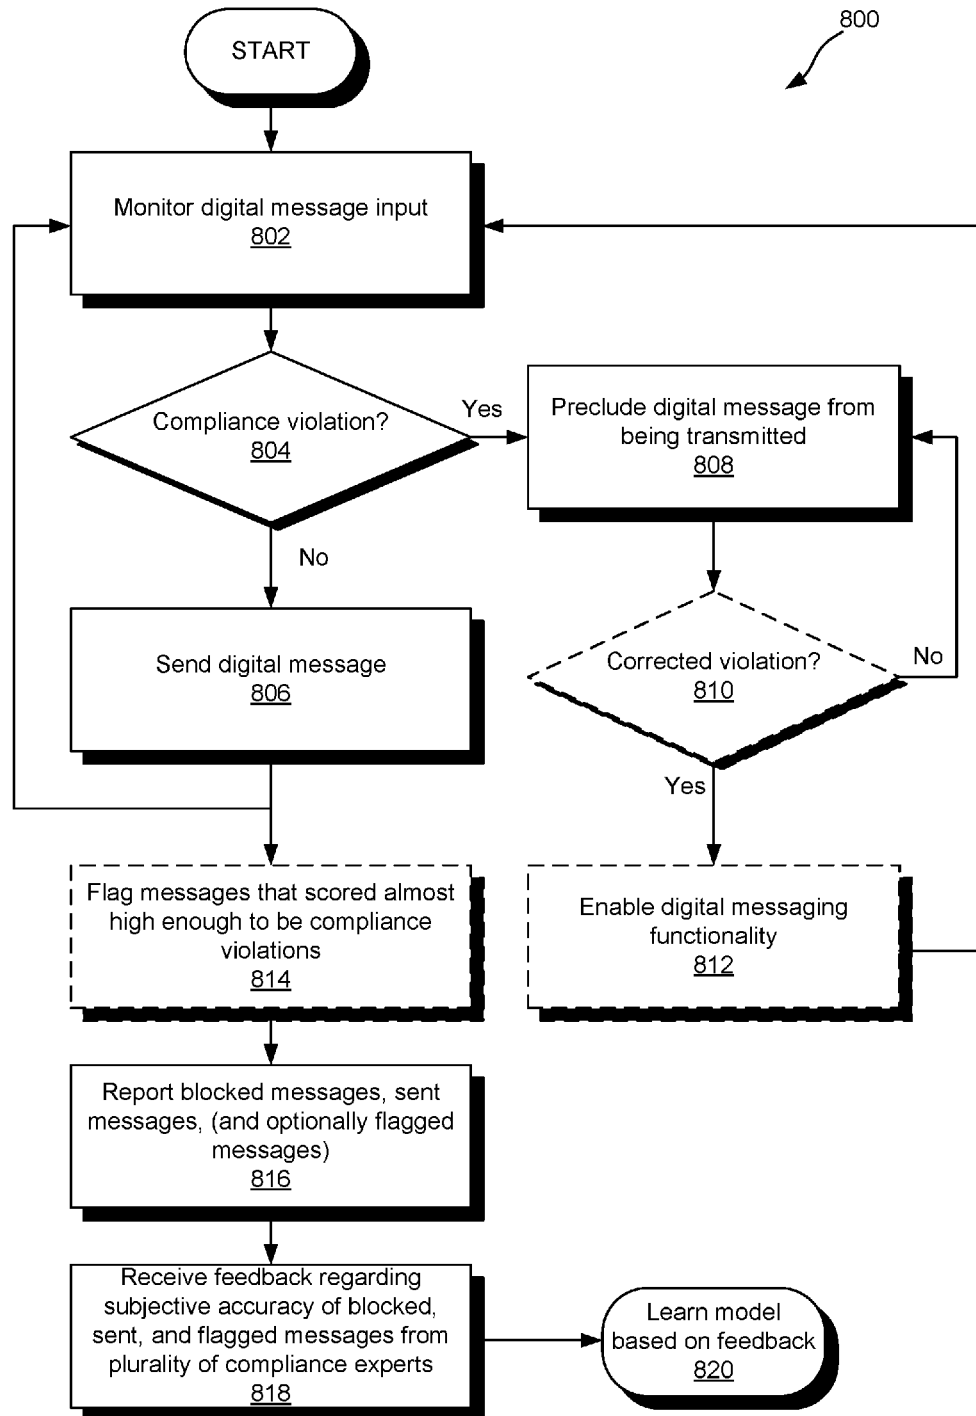 800
START
Monitor digital message input
802
Compliance violation?
804
Yes
No
Preclude digital message from
being transmitted
808
Send digital message
806
Corrected violation?
810
No
Yes
Flag messages that scored almost
high enough to be compliance
violations
814
Enable digital messaging
functionality
812
Report blocked messages, sent
messages, (and optionally flagged
messages)
816
Receive feedback regarding
subjective accuracy of blocked,
sent, and flagged messages from
plurality of compliance experts
818
Learn model
based on feedback
820